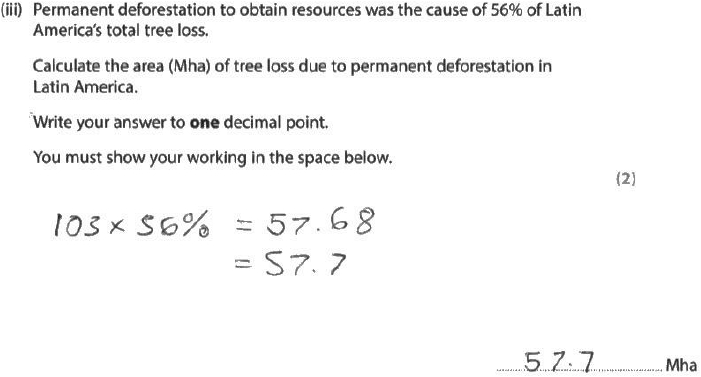 (iii) Permanent deforestation to obtain resources was the cause of 56% of Latin
America's total tree loss.
Calculate the area (Mha) of tree loss due to permanent deforestation in
Latin America.
Write your answer to one decimal point.
You must show your working in the space below.
(2)
103 × 56% = 57.68
= 57.7
57.7 Mha